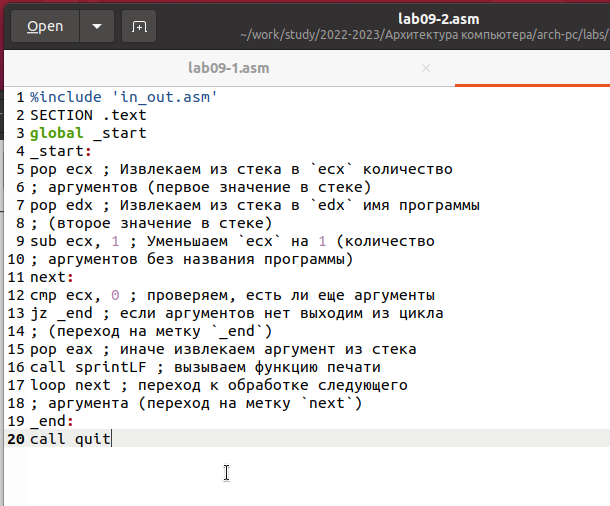 Open
lab09-2.asm
~/work/study/2022-2023/Архитектура компьютера/arch-pc/labs/
lab09-1.asm
1 %include 'in_out.asm'
2 SECTION .text
3 global _start
4 _start:
5 pop ecx ; Извлекаем из стека в `ecx` количество
6 ; аргументов (первое значение в стеке)
7 pop edx ; Извлекаем из стека в `edx` имя программы
8 ; (второе значение в стеке)
9 sub ecx, 1 ; Уменьшаем `ecx` на 1 (количество
10 ; аргументов без названия программы)
11 next:
12 cmp ecx, 0 ; проверяем, есть ли еще аргументы
13 jz _end ; если аргументов нет выходим из цикла
14 ; (переход на метку `_end`)
15 pop eax ; иначе извлекаем аргумент из стека
16 call sprintLF ; вызываем функцию печати
17 loop next ; переход к обработке следующего
18 ; аргумента (переход на метку `next`)
19 _end:
20 call quit